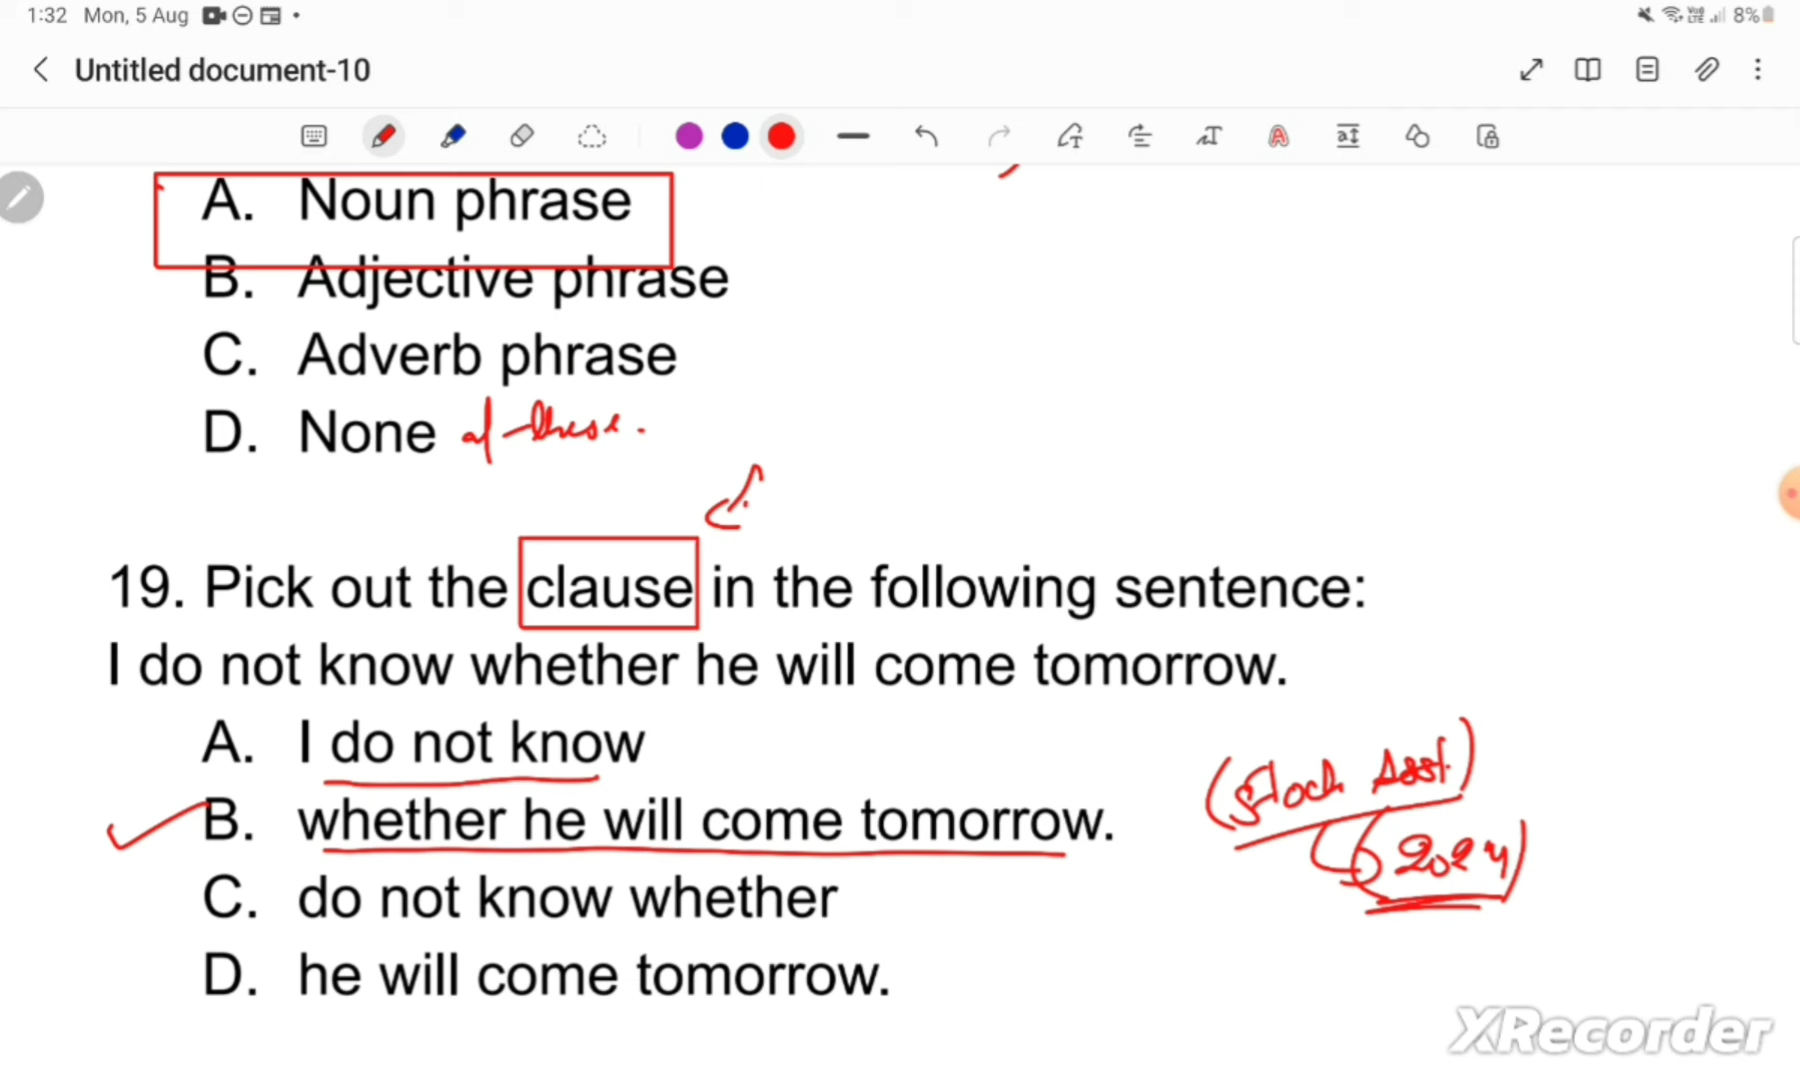 1:32 Mon, 5 Aug
8%
Untitled document-10
A. Noun phrase
B. Adjective phrase
C. Adverb phrase
D. None of these.
19. Pick out the clause in the following sentence:
I do not know whether he will come tomorrow.
A. I do not know
B. whether he will come tomorrow.
C. do not know whether
D. he will come tomorrow.
(Stock Asst.)
2024)
XRecorder